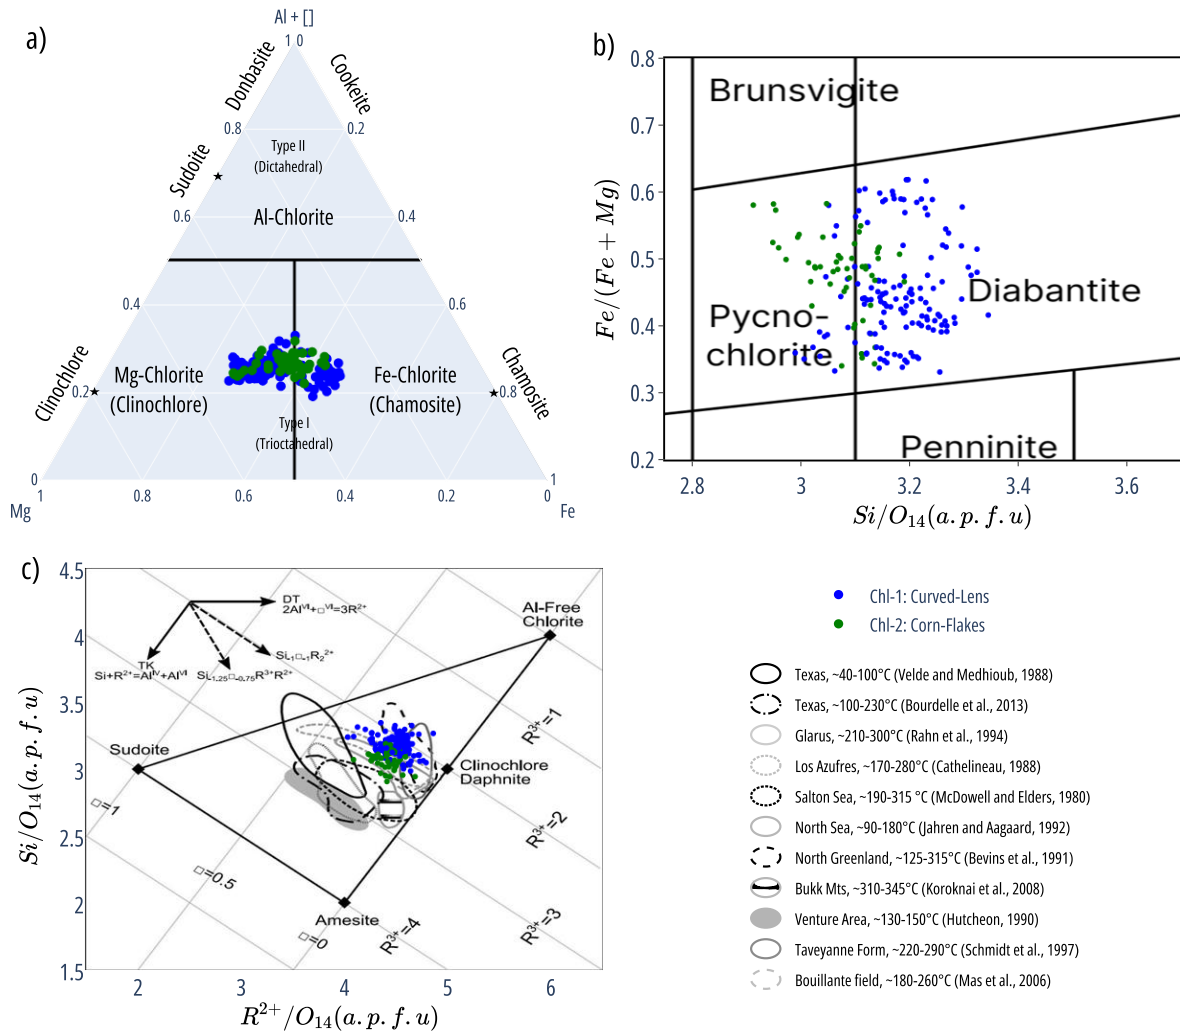 a)
Al + []
1 0
Donbasite
Cookeite
0.8
0.2
Type II
(Dictahedral)
Sudoite
0.6
0.4
Al-Chlorite
0.4
0.6
Clinochlore
Chamosite
Mg-Chlorite
(Clinochlore)
Fe-Chlorite
(Chamosite)
0.2
0.8
Type I
(Trioctahedral)
0
1
1
0.8
0.6
0.4
0.2
0
Mg
Fe
b)
0.8
0.7
0.6
0.5
0.4
0.3
0.2
Fe/(Fe + Mg)
Brunsvigite
Diabantite
Pycno-
chlorite
Penninite
2.8
3
3.2
3.4
3.6
Si/O14(a. p. f. u)
c)
4.5
4
3.5
3
2.5
2
1.5
Si/O14(a. p. f. u)
DT
2Al^VI+□^VI=3R^2+
Si-1□-1R2^2+
TK
Si+R^2+=Al^IV+Al^VI
Si-1.25□-0.75R^3+R^2+
Al-Free
Chlorite
R^3+=1
Sudoite
Clinochlore
Daphnite
□=1
R^3+=2
□=0.5
Amesite
□=0
R^3+=4
R^3+=3
2
3
4
5
6
R^2+/O14(a. p. f. u)
Chl-1: Curved-Lens
Chl-2: Corn-Flakes
Texas, ~40-100°C (Velde and Medhioub, 1988)
Texas, ~100-230°C (Bourdelle et al., 2013)
Glarus, ~210-300°C (Rahn et al., 1994)
Los Azufres, ~170-280°C (Cathelineau, 1988)
Salton Sea, ~190-315 °C (McDowell and Elders, 1980)
North Sea, ~90-180°C (Jahren and Aagaard, 1992)
North Greenland, ~125-315°C (Bevins et al., 1991)
Bukk Mts, ~310-345°C (Koroknai et al., 2008)
Venture Area, ~130-150°C (Hutcheon, 1990)
Taveyanne Form, ~220-290°C (Schmidt et al., 1997)
Bouillante field, ~180-260°C (Mas et al., 2006)